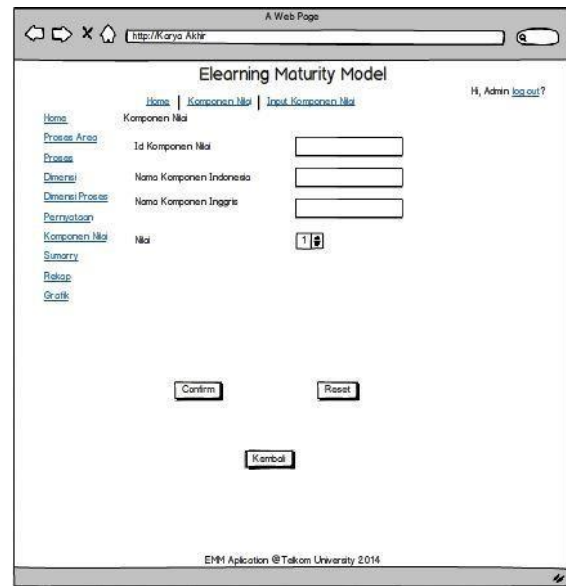 A Web Page
http://Karya Akhir
Elearning Maturity Model
Hi, Admin log out?
Home | Komponen Nilai | Input Komponen Nilai
Home
Komponen Nilai
Proses Area
Proses
Dimensi
Dimensi Proses
Pernyataan
Komponen Nilai
Sumarry
Rekap
Grafik
Id Komponen Nilai
Nama Komponen Indonesia
Nama Komponen Inggris
Nilai
1
Confirm
Reset
Kembali
EMM Aplication @Telkom University 2014